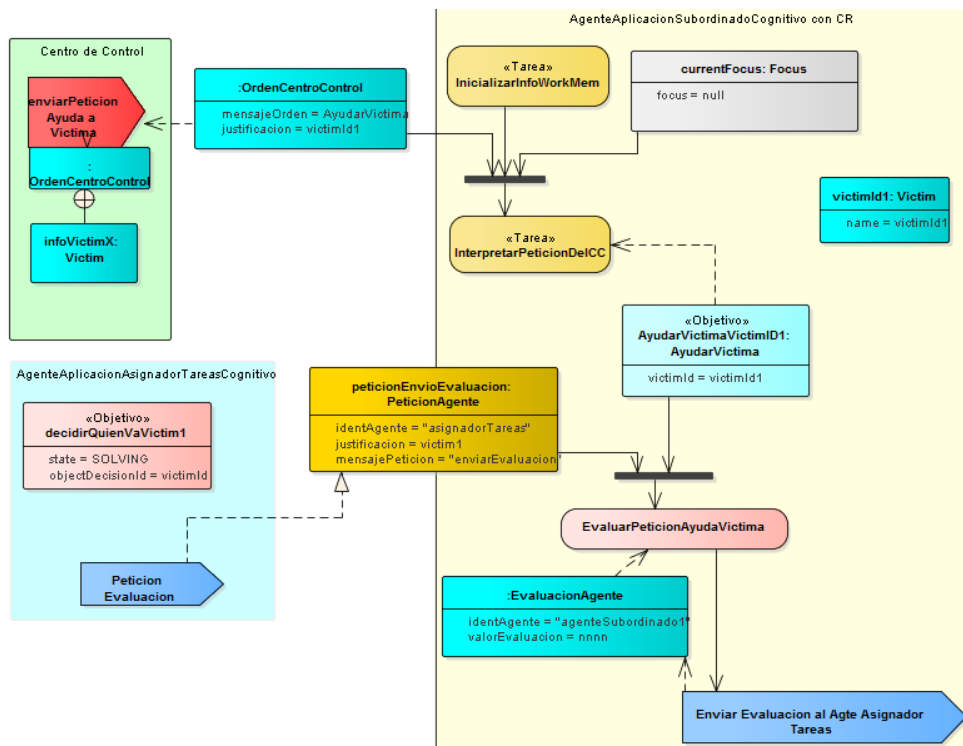 AgenteAplicacionSubordinadoCognitivo con CR
Centro de Control
enviarPeticion
Ayuda a
Victima
:
OrdenCentroControl
infoVictimX:
Victim
:OrdenCentroControl
mensajeOrden = AyudarVictima
justificacion = victimId1
«Tarea»
InicializarInfoWorkMem
currentFocus: Focus
focus = null
«Tarea»
InterpretarPeticionDelCC
victimId1: Victim
name = victimId1
«Objetivo»
AyudarVictimaVictimID1:
AyudarVictima
victimId = victimId1
AgenteAplicacionAsignadorTareasCognitivo
«Objetivo»
decidirQuienVaVictim1
state = SOLVING
objectDecisionId = victimId
Peticion
Evaluacion
peticionEnvioEvaluacion:
PeticionAgente
identAgente = "asignadorTareas"
justificacion = victim1
mensajePeticion = "enviarEvaluacion"
EvaluarPeticionAyudaVictima
:EvaluacionAgente
identAgente = "agenteSubordinado1"
valorEvaluacion = nnnn
Enviar Evaluacion al Agte Asignador
Tareas